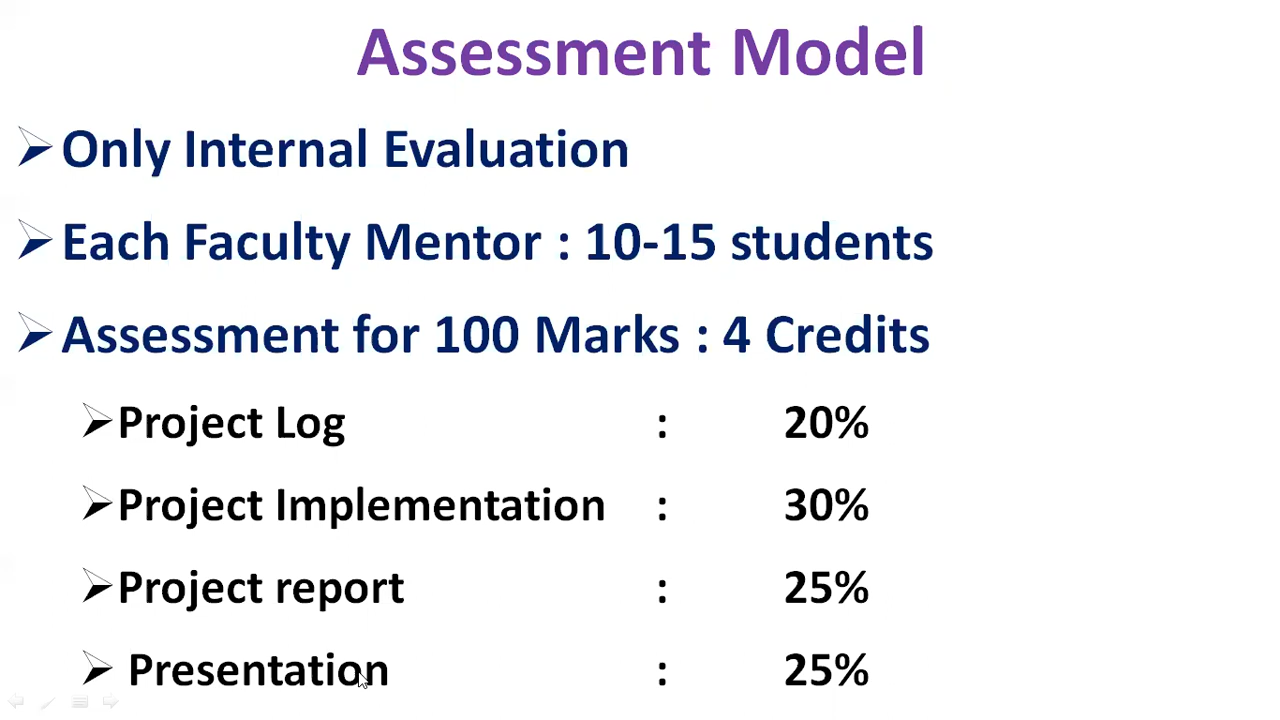 Assessment Model
Only Internal Evaluation
Each Faculty Mentor : 10-15 students
Assessment for 100 Marks : 4 Credits
Project Log : 20%
Project Implementation : 30%
Project report : 25%
Presentation : 25%